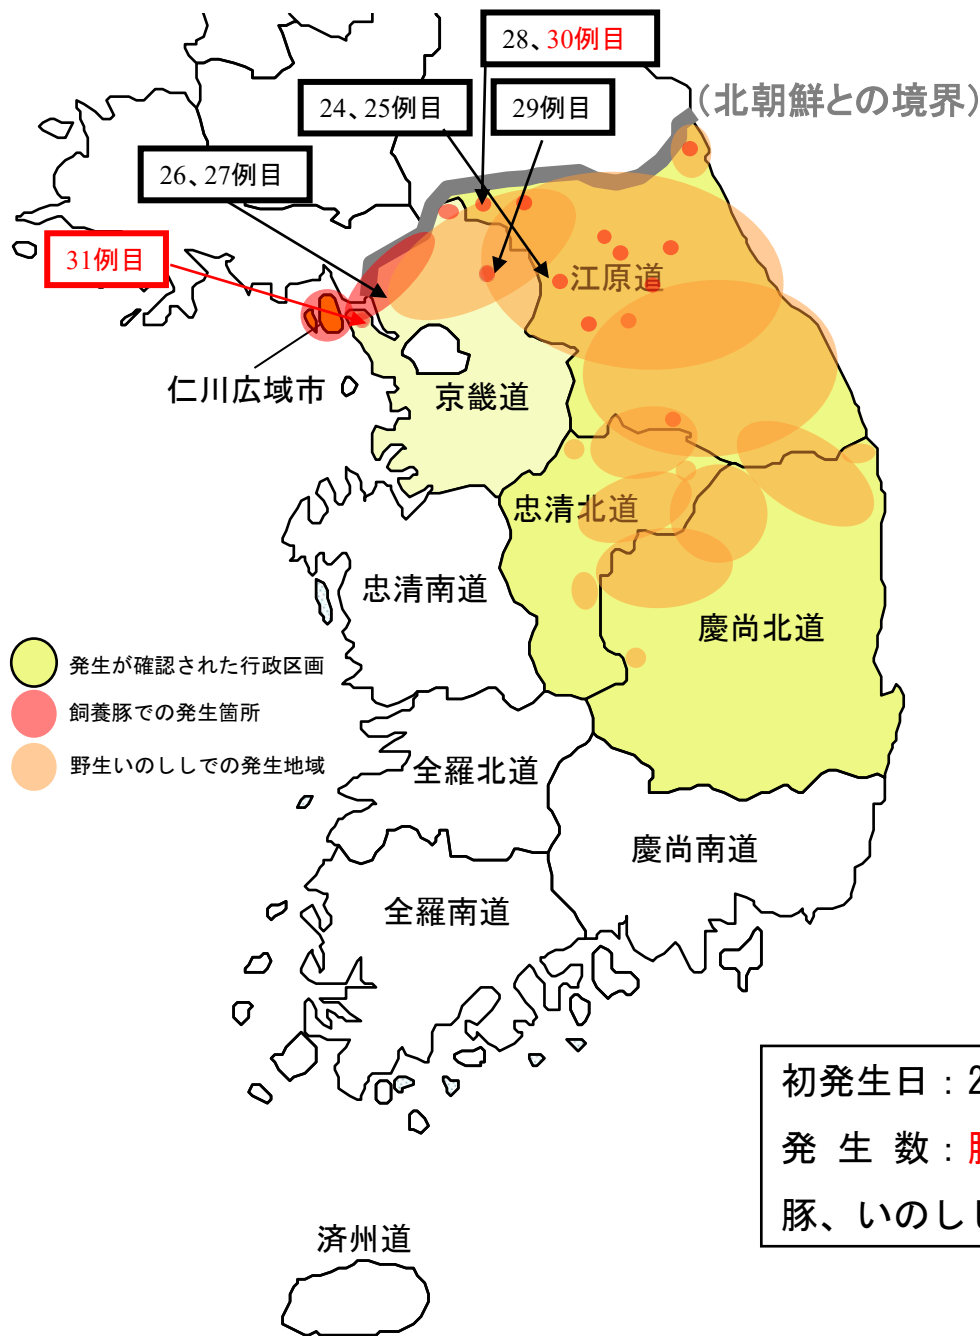 28、30例目
(北朝鮮との境界)
24、25例目
29例目
26、27例目
31例目
江原道
仁川広域市
京畿道
忠清北道
忠清南道
慶尚北道
発生が確認された行政区画
飼養豚での発生箇所
野生いのししでの発生地域
全羅北道
慶尚南道
全羅南道
初発生日：2
発 生 数：
豚、いのしし
済州道